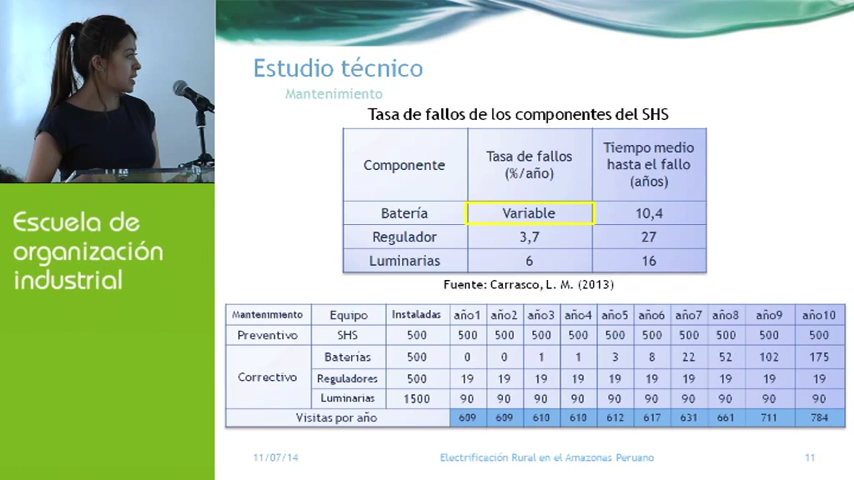 Escuela de
organización
industrial
Estudio técnico
Mantenimiento
Tasa de fallos de los componentes del SHS
Componente Tasa de fallos (%/año) Tiempo medio hasta el fallo (años)
Batería Variable 10,4
Regulador 3,7 27
Luminarias 6 16
Fuente: Carrasco, L. M. (2013)
Mantenimiento Equipo Instaladas año1 año2 año3 año4 año5 año6 año7 año8 año9 año10
Preventivo SHS 500 500 500 500 500 500 500 500 500 500 500
Correctivo Baterías 500 0 0 1 1 3 8 22 52 102 175
Reguladores 500 19 19 19 19 19 19 19 19 19 19
Luminarias 1500 90 90 90 90 90 90 90 90 90 90
Visitas por año 609 609 610 610 612 617 631 661 711 784
11/07/14 Electrificación Rural en el Amazonas Peruano 11